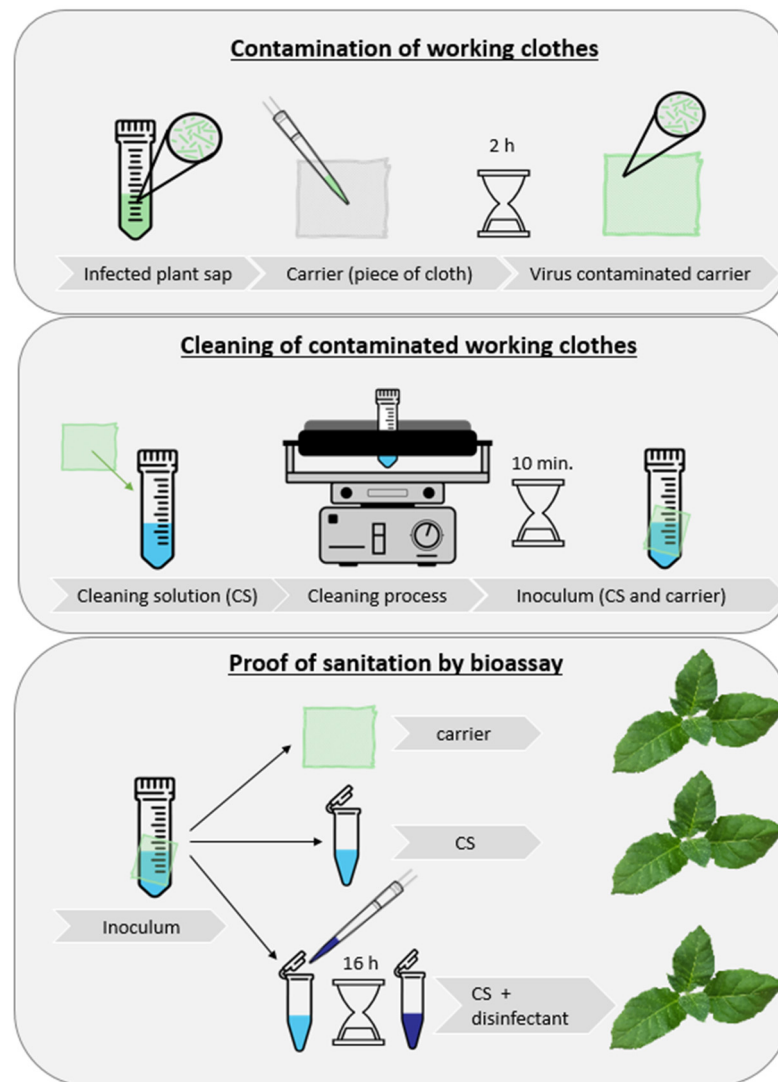 Contamination of working clothes
2 h
Infected plant sap
Carrier (piece of cloth)
Virus contaminated carrier
Cleaning of contaminated working clothes
10 min.
Cleaning solution (CS)
Cleaning process
Inoculum (CS and carrier)
Proof of sanitation by bioassay
carrier
CS
Inoculum
16 h
CS +
disinfectant